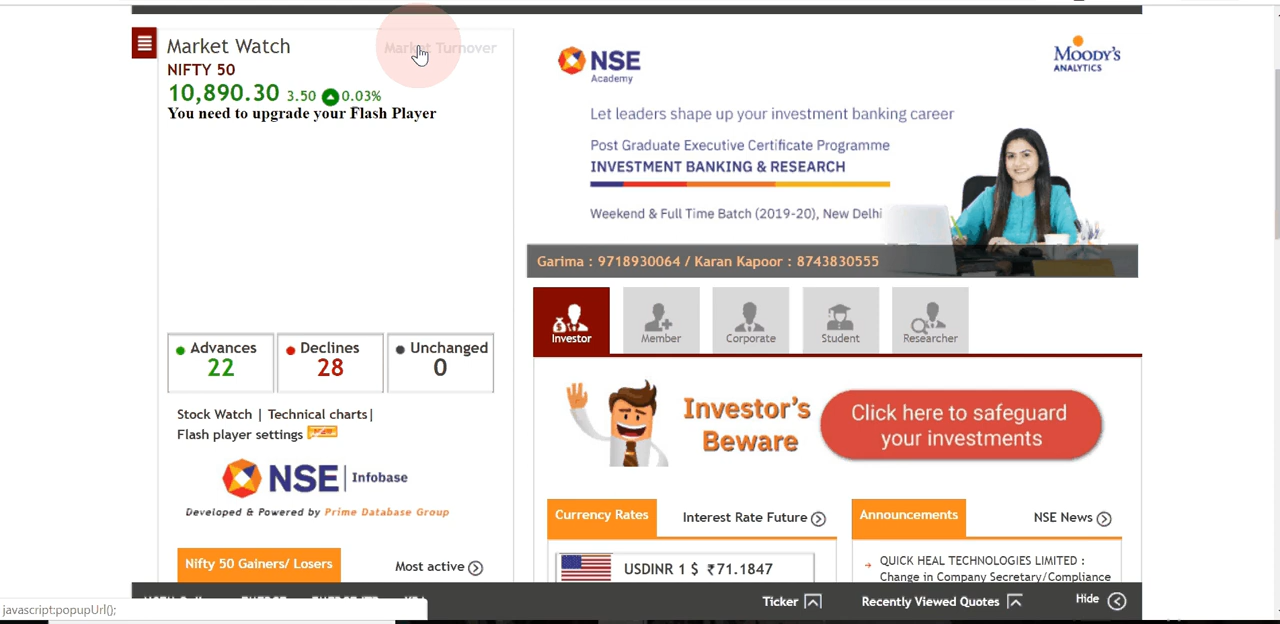 Market Watch
Market Turnover
NIFTY 50
10,890.30 3.50 0.03%
You need to upgrade your Flash Player
NSE
Academy
MOODY'S
ANALYTICS
Let leaders shape up your investment banking career
Post Graduate Executive Certificate Programme
INVESTMENT BANKING & RESEARCH
Weekend & Full Time Batch (2019-20), New Delhi
Garima : 9718930064 / Karan Kapoor : 8743830555
Investor
Member
Corporate
Student
Researcher
Advances
22
Declines
28
Unchanged
0
Stock Watch | Technical charts|
Flash player settings
NSE Infobase
Developed & Powered by Prime Database Group
Investor's
Beware
Click here to safeguard
your investments
Nifty 50 Gainers/ Losers
Most active
Currency Rates
Interest Rate Future
USDINR 1 $ ₹71.1847
Announcements
NSE News
QUICK HEAL TECHNOLOGIES LIMITED :
Change in Company Secretary/Compliance
Ticker
Recently Viewed Quotes
Hide
javascript:popupUrl();